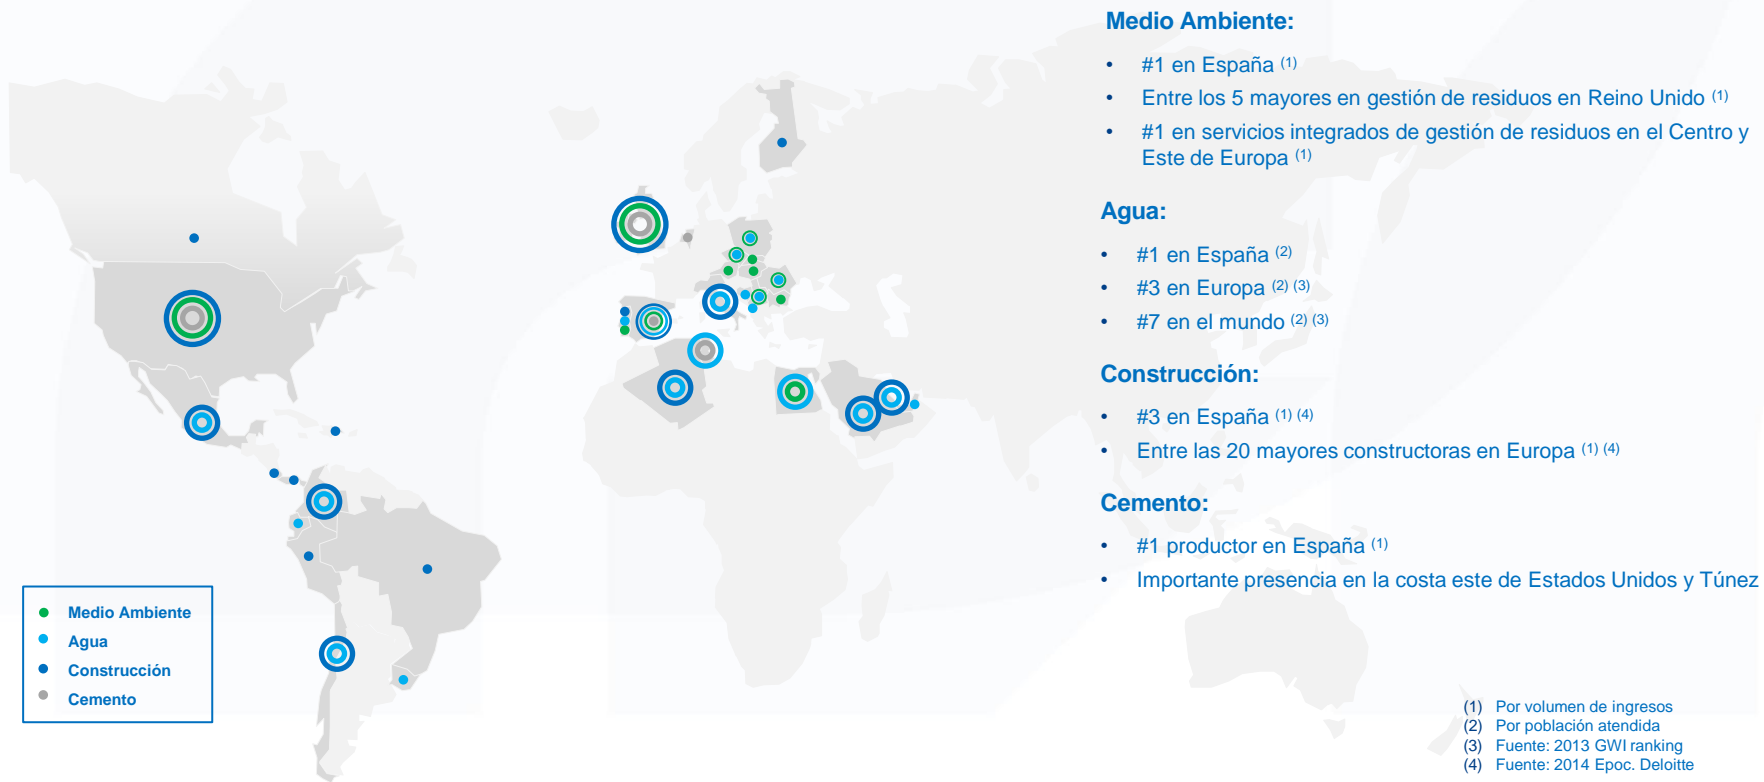 Medio Ambiente:
• #1 en España (1)
• Entre los 5 mayores en gestión de residuos en Reino Unido (1)
• #1 en servicios integrados de gestión de residuos en el Centro y
Este de Europa (1)
Agua:
• #1 en España (2)
• #3 en Europa (2) (3)
• #7 en el mundo (2) (3)
Construcción:
• #3 en España (1) (4)
• Entre las 20 mayores constructoras en Europa (1) (4)
Cemento:
• #1 productor en España (1)
• Importante presencia en la costa este de Estados Unidos y Túnez
Medio Ambiente
Agua
Construcción
Cemento
(1) Por volumen de ingresos
(2) Por población atendida
(3) Fuente: 2013 GWI ranking
(4) Fuente: 2014 Epoc. Deloitte